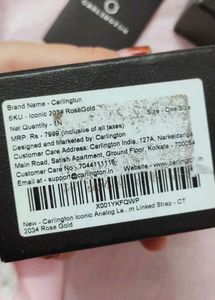 CARLINGTON
Brand Name - Carlington
SKU - Iconic 2034 RoseGold
Size - OneSize
Net Quantity - 1N
MRP: Rs - 7999 (inclusive of all taxes)
Designed and Marketed by: Carlington
Customer Care Address: Carlington India, 127A, Narkeldanga
Main Road, Satish Apartment, Ground Floor, Kolkata - 700054
Customer Care No - 7044111116
Email at - support@carlington.in
website - www.carlington.in
X001YKFQWP
New - Carlington Iconic Analog La...m Linked Strap - CT
2034 Rose Gold